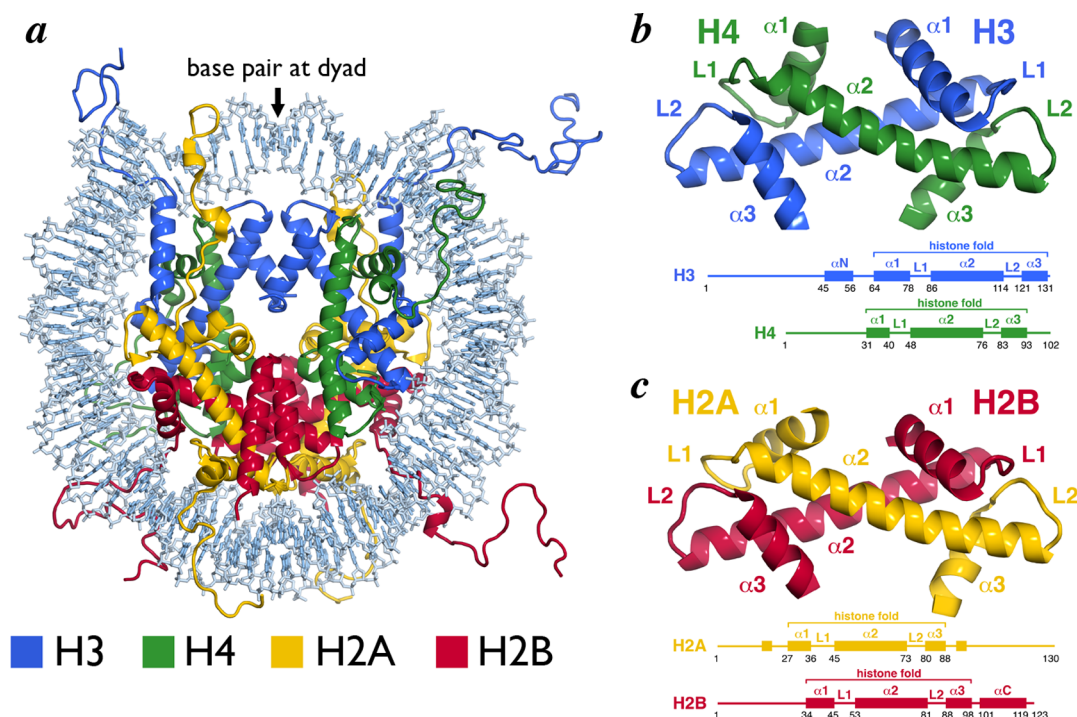 a
base pair at dyad
H3 H4 H2A H2B
b
H4 α1 α1 H3
L1 α2 L1
L2 L2
α2
α3 α3
histone fold
αN α1 L1 α2 L2 α3
H3
1 45 56 64 78 86 114 121 131
histone fold
α1 L1 α2 L2 α3
H4
1 31 40 48 76 83 93 102
c
H2A α1 α1 H2B
L1 α2 L1
L2 L2
α2
α3 α3
histone fold
α1 L1 α2 L2 α3
H2A
1 27 36 45 73 80 88 130
histone fold
α1 L1 α2 L2 α3 αC
H2B
1 34 45 53 81 88 98 101 119 123